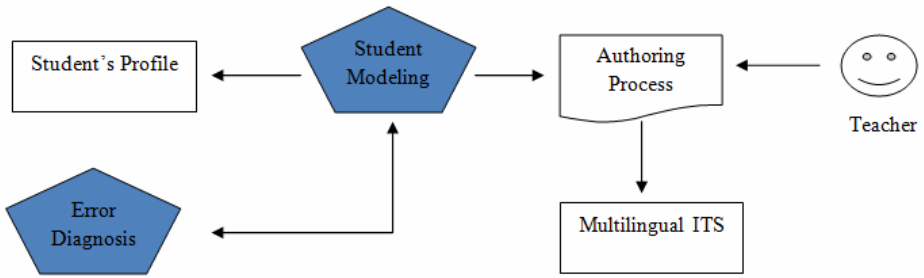 Student's Profile
Student
Modeling
Authoring
Process
Teacher
Error
Diagnosis
Multilingual ITS